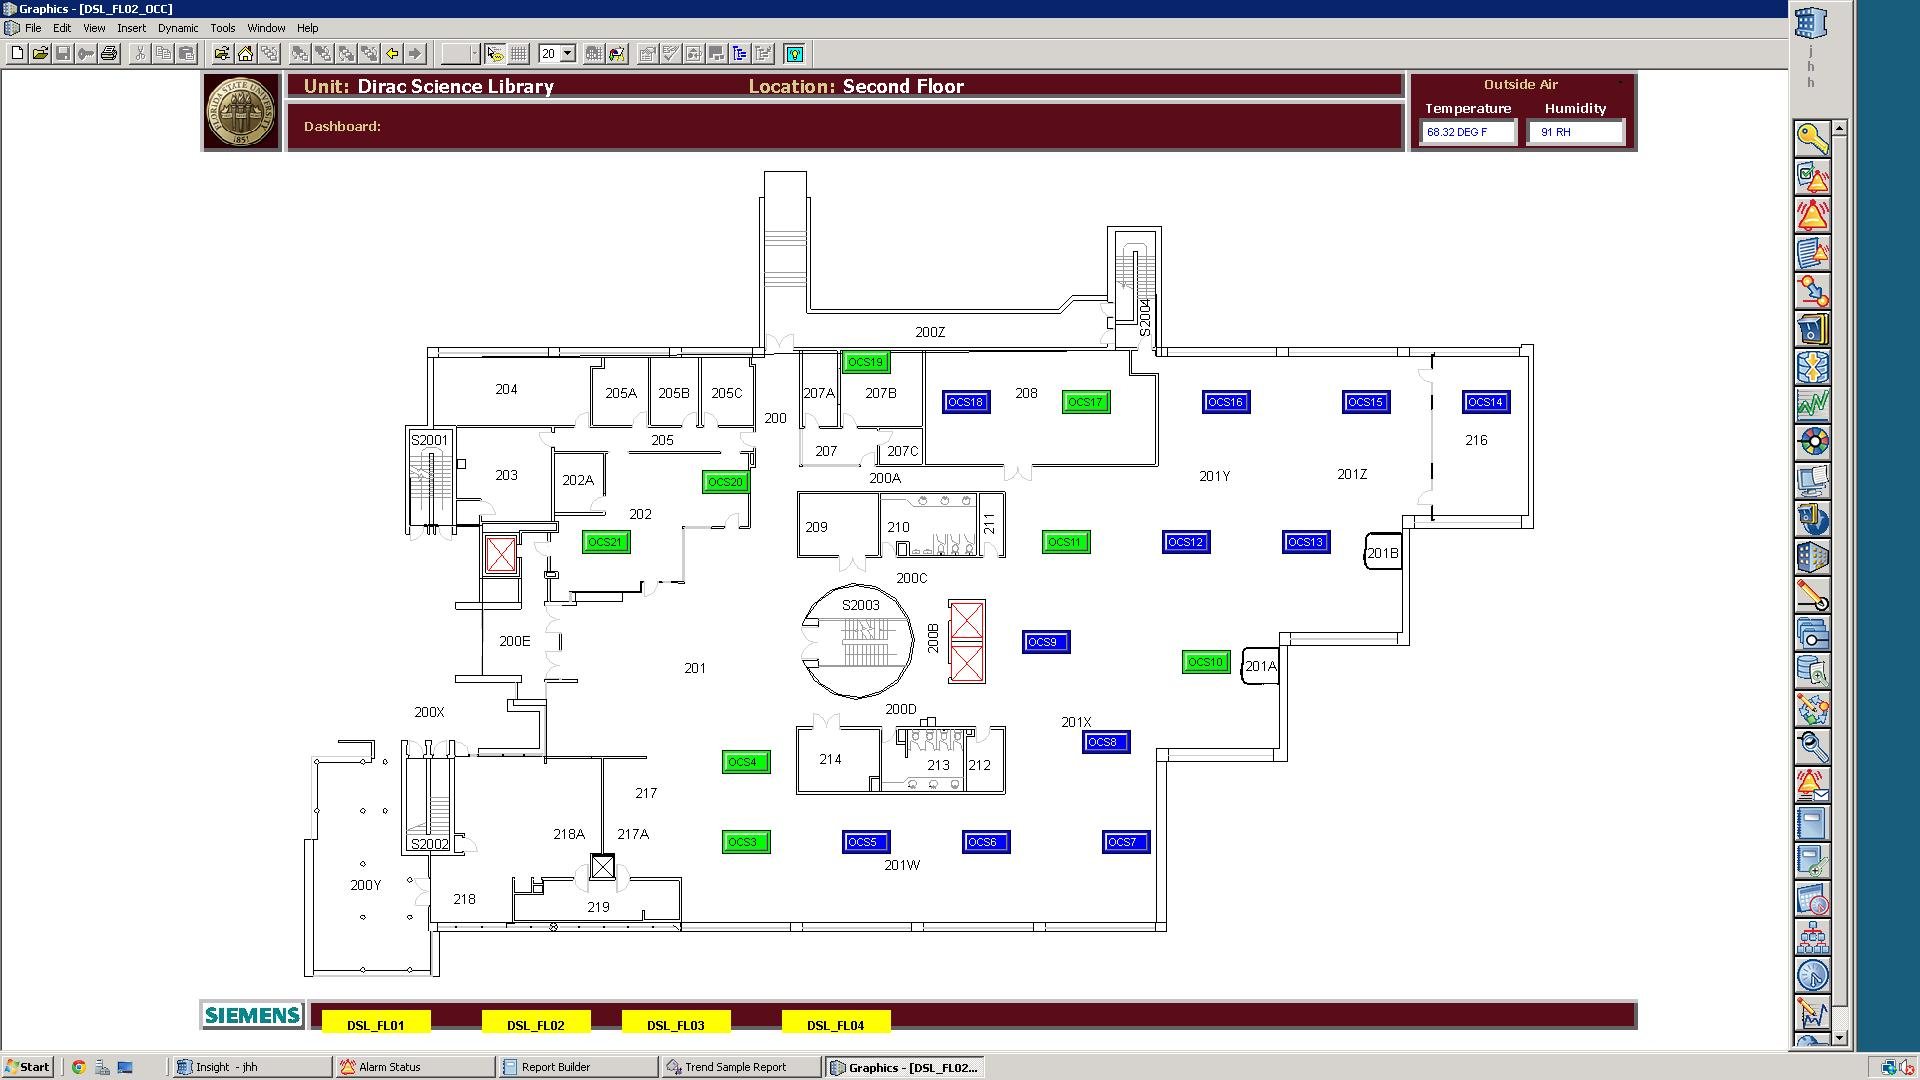 Graphics - [DSL_FL02_OCC]
File Edit View Insert Dynamic Tools Window Help
20
j
h
h
Unit: Dirac Science Library Location: Second Floor
Dashboard:
Outside Air
Temperature Humidity
68.32 DEG F 91 RH
FLORIDA STATE UNIVERSITY
1851
200Z
S2004
OCS19
204
205A
205B
205C
207A
207B
OCS18
208
OCS17
OCS16
OCS15
OCS14
200
S2001
205
207
207C
216
203
202A
OCS20
200A
201Y
201Z
202
209
210
211
OCS21
OCS11
OCS12
OCS13
201B
200C
S2003
200E
200B
OCS9
201
OCS10
201A
200X
200D
201X
OCS8
OCS4
214
213
212
217
218A
217A
S2002
OCS3
OCS5
OCS6
OCS7
201W
200Y
218
219
SIEMENS
DSL_FL01 DSL_FL02 DSL_FL03 DSL_FL04
Start Insight - jhh Alarm Status Report Builder Trend Sample Report Graphics - [DSL_FL02...